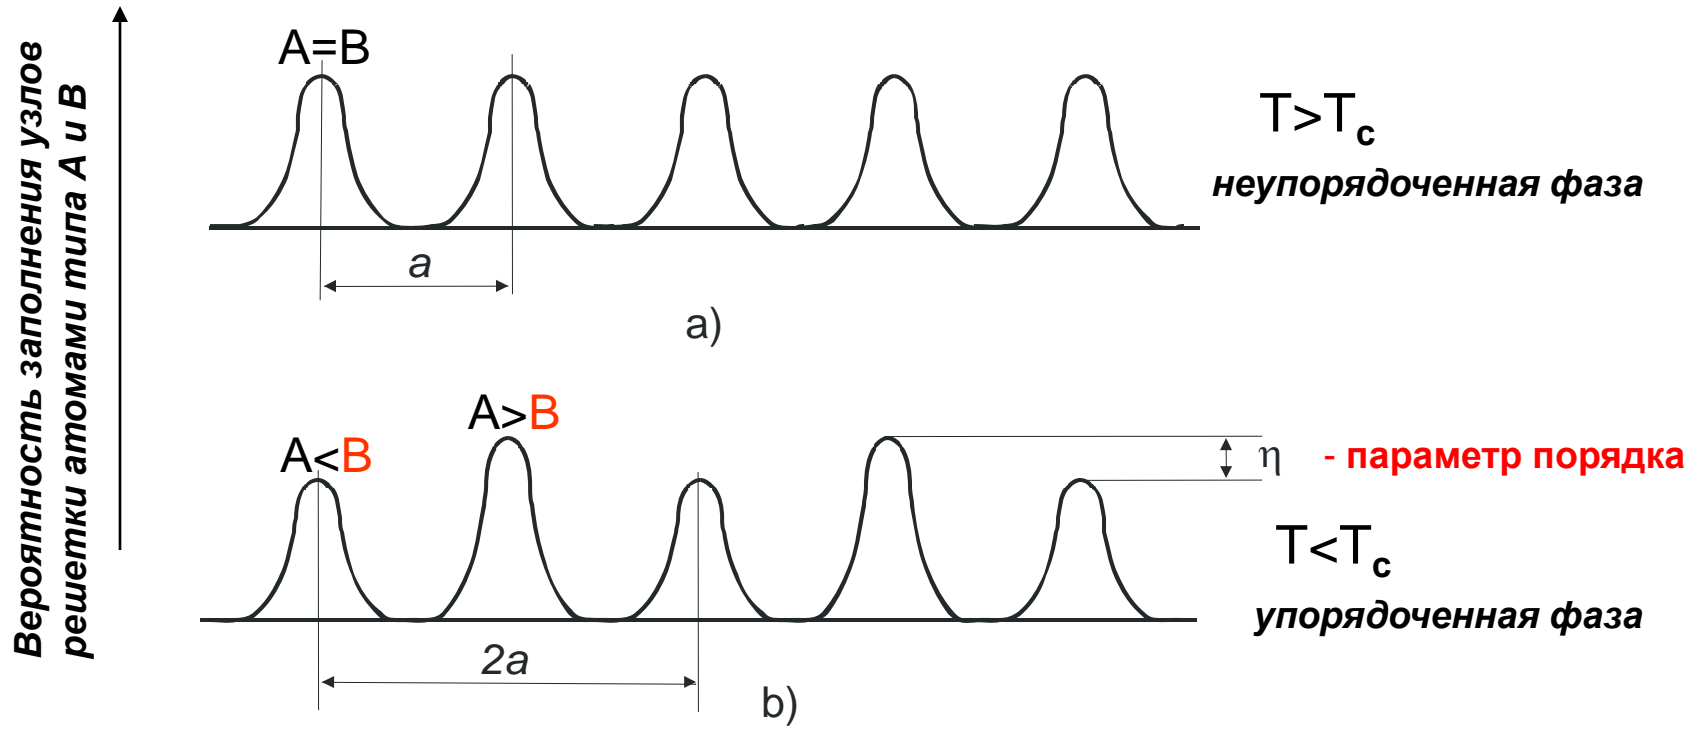 Вероятность заполнения узлов
решетки атомами типа А и В
A=B
T>Tc
неупорядоченная фаза
a
a)
A<B
A>B
η - параметр порядка
T<Tc
упорядоченная фаза
2a
b)